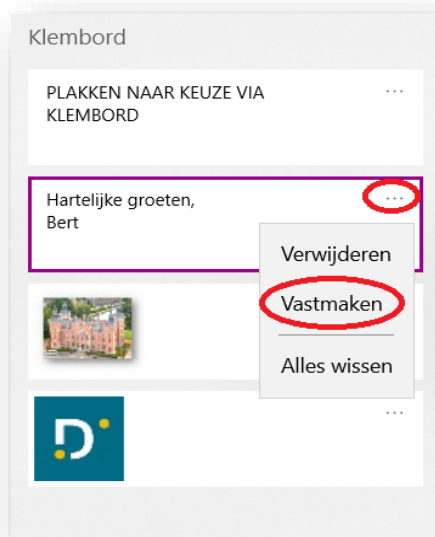 Klembord
PLAKKEN NAAR KEUZE VIA
KLEMBORD
...
Hartelijke groeten,
Bert
...
Verwijderen
Vastmaken
Alles wissen
...
D